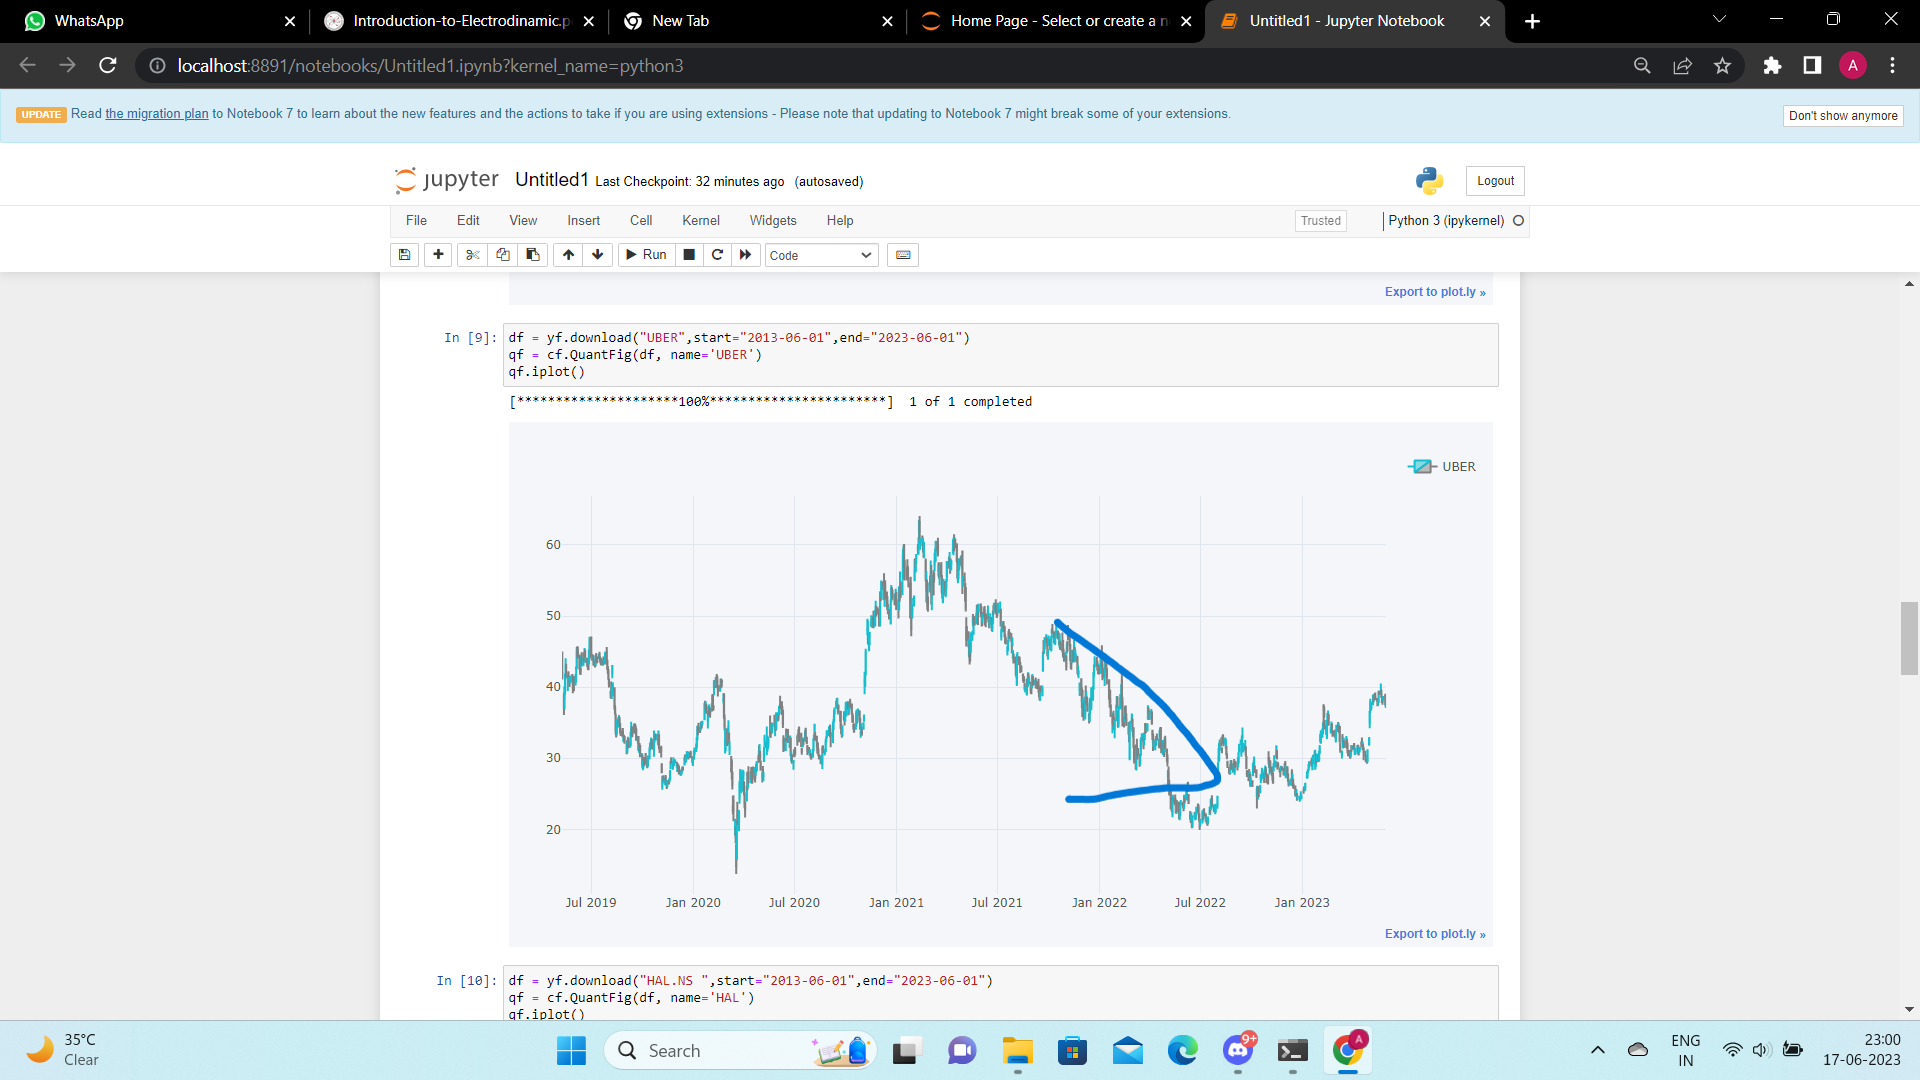 WhatsApp
Introduction-to-Electrodinamic.p
New Tab
Home Page - Select or create a n
Untitled1 - Jupyter Notebook
localhost:8891/notebooks/Untitled1.ipynb?kernel_name=python3
A
UPDATE Read the migration plan to Notebook 7 to learn about the new features and the actions to take if you are using extensions - Please note that updating to Notebook 7 might break some of your extensions.
Don't show anymore
jupyter Untitled1 Last Checkpoint: 32 minutes ago (autosaved)
Logout
File Edit View Insert Cell Kernel Widgets Help
Trusted
Python 3 (ipykernel)
Run
Code
Export to plot.ly »
In [9]: df = yf.download("UBER",start="2013-06-01",end="2023-06-01")
qf = cf.QuantFig(df, name='UBER')
qf.iplot()
[*********************100%***********************]  1 of 1 completed
UBER
60
50
40
30
20
Jul 2019 Jan 2020 Jul 2020 Jan 2021 Jul 2021 Jan 2022 Jul 2022 Jan 2023
Export to plot.ly »
In [10]: df = yf.download("HAL.NS ",start="2013-06-01",end="2023-06-01")
qf = cf.QuantFig(df, name='HAL')
qf.iplot()
35°C
Clear
Search
9+
A
ENG
IN
23:00
17-06-2023